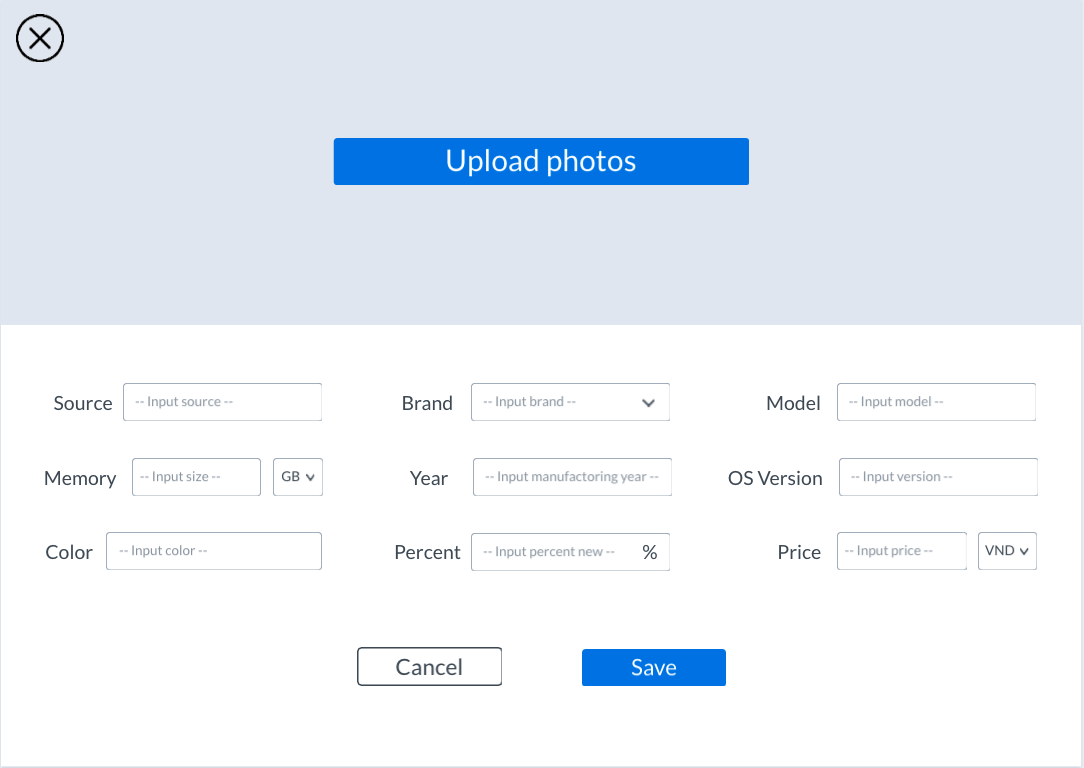 Upload photos
Source -- Input source -- Brand -- Input brand -- Model -- Input model --
Memory -- Input size -- GB Year -- Input manufactoring year -- OS Version -- Input version --
Color -- Input color -- Percent -- Input percent new -- % Price -- Input price -- VND
Cancel Save